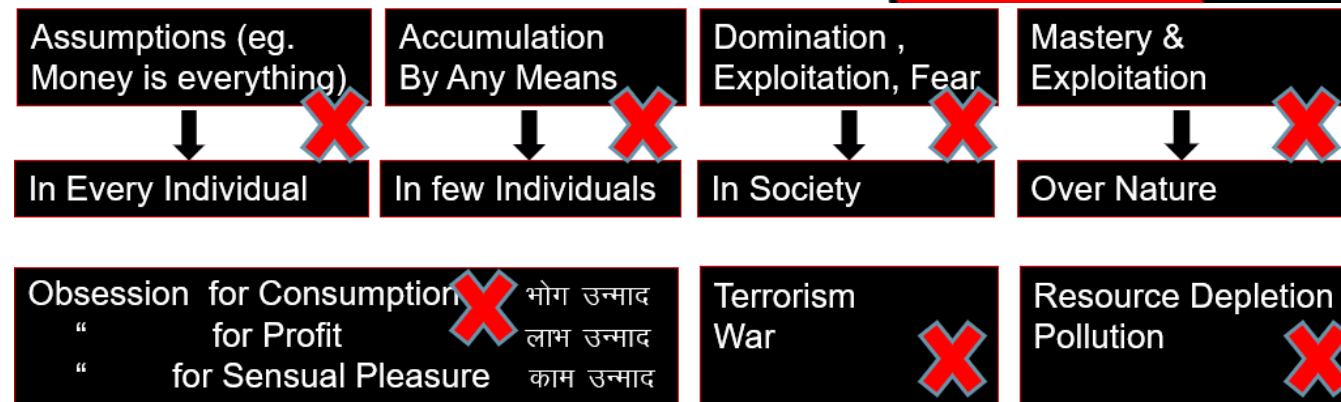 Assumptions (eg.
Money is everything)
Accumulation
By Any Means
Domination ,
Exploitation, Fear
Mastery &
Exploitation
In Every Individual
In few Individuals
In Society
Over Nature
Obsession for Consumption भोग उन्माद
“ for Profit लाभ उन्माद
“ for Sensual Pleasure काम उन्माद
Terrorism
War
Resource Depletion
Pollution